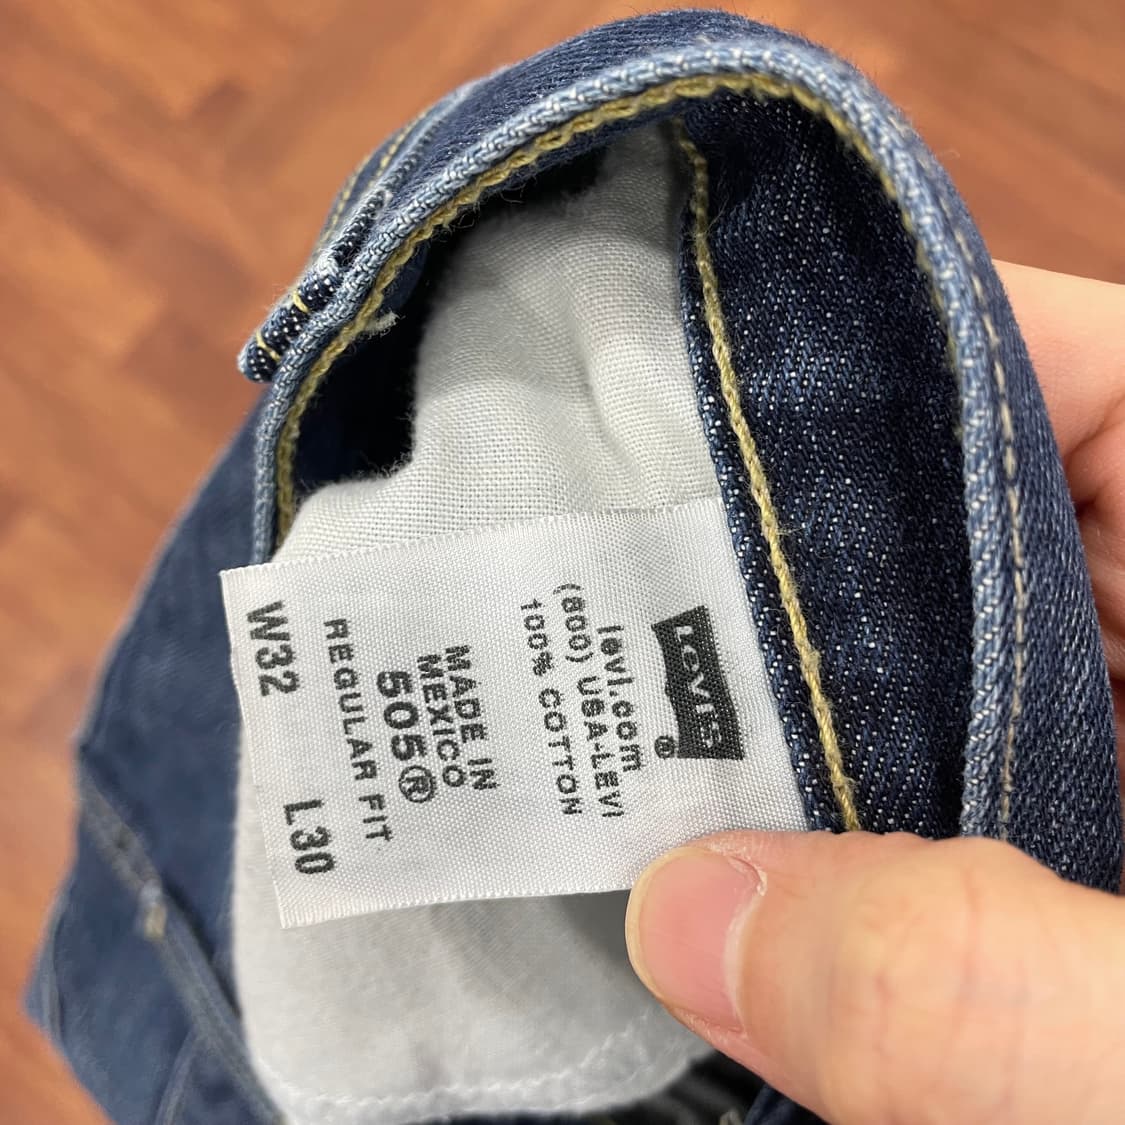 Levi's
®
levi.com
(800) USA-LEVI
100% COTTON
MADE IN
MEXICO
505®
REGULAR FIT
W32 L30